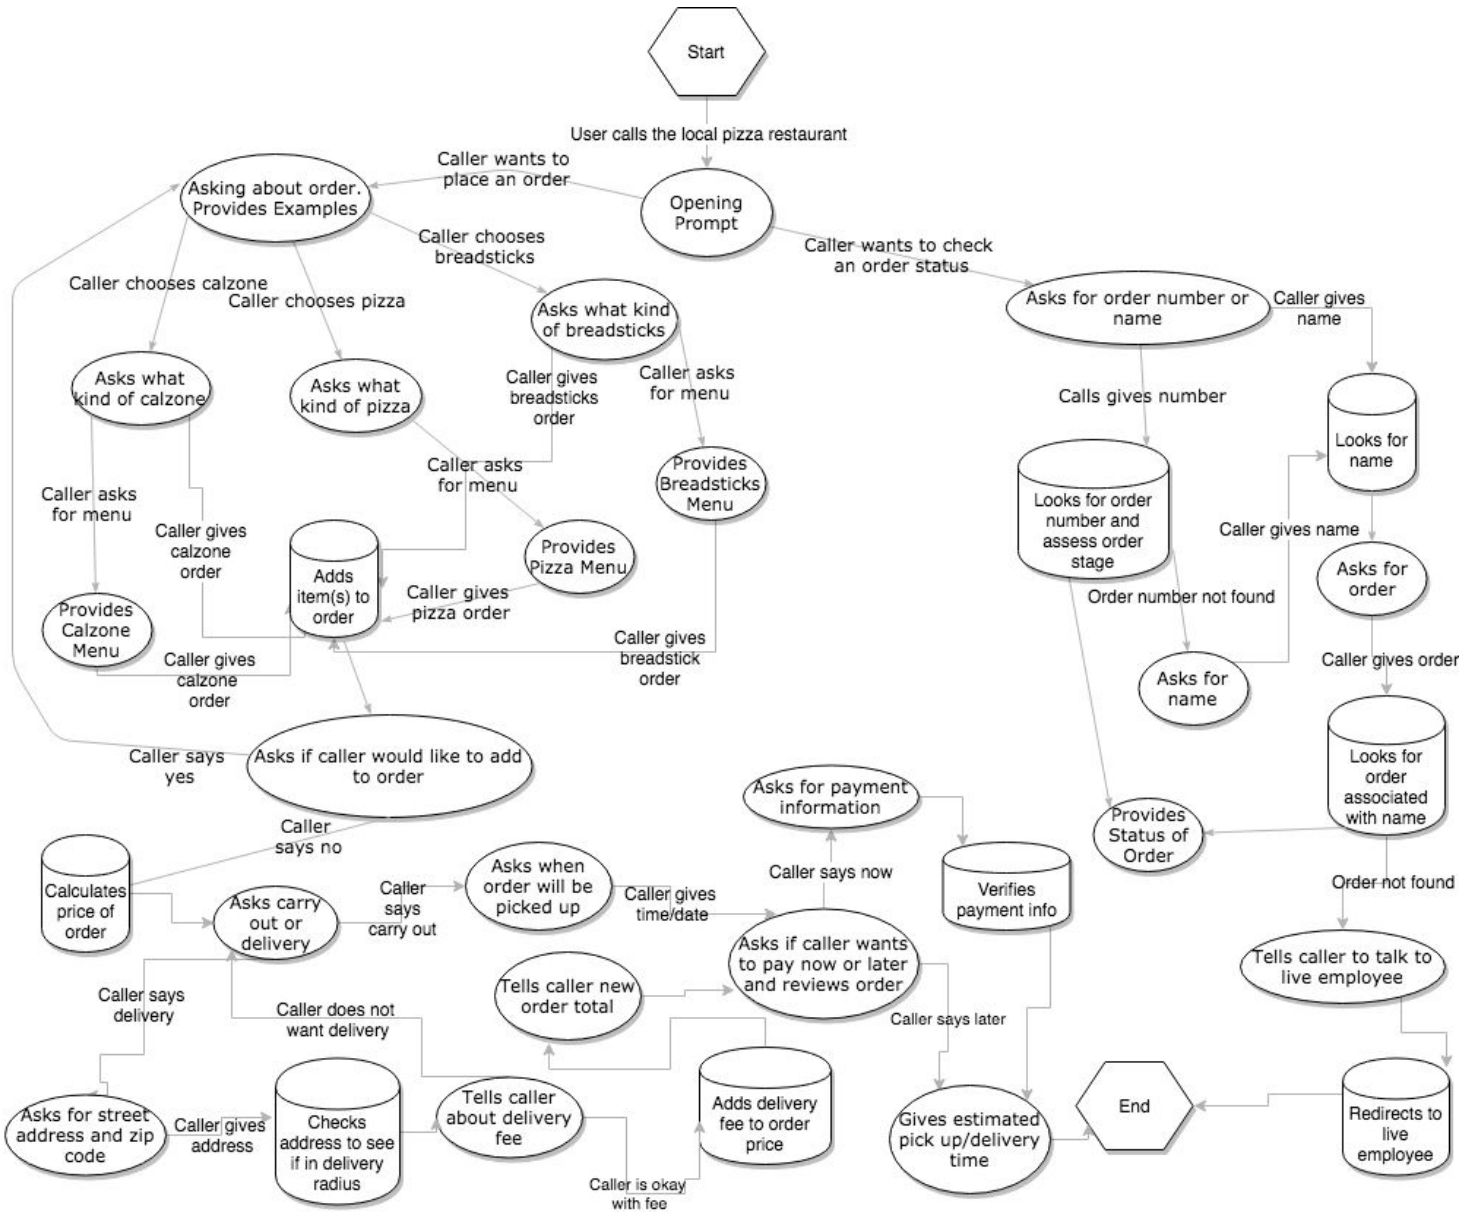 Start
User calls the local pizza restaurant
Opening
Prompt
Caller wants to
place an order
Asking about order.
Provides Examples
Caller chooses
breadsticks
Caller wants to check
an order status
Caller chooses calzone
Caller chooses pizza
Asks what kind
of breadsticks
Asks for order number or
name
Caller gives
name
Asks what
kind of calzone
Asks what
kind of pizza
Caller gives
breadsticks
order
Caller asks
for menu
Calls gives number
Looks for
name
Caller asks
for menu
Caller asks
for menu
Provides
Breadsticks
Menu
Looks for order
number and
assess order
stage
Caller gives name
Caller gives
calzone
order
Adds
item(s) to
order
Provides
Pizza Menu
Asks for
order
Caller gives
pizza order
Order number not found
Provides
Calzone
Menu
Caller gives
calzone
order
Caller gives
breadstick
order
Asks for
name
Caller gives order
Caller says
yes
Asks if caller would like to add
to order
Asks for payment
information
Looks for
order
associated
with name
Provides
Status of
Order
Caller
says no
Calculates
price of
order
Asks carry
out or
delivery
Caller
says
carry out
Asks when
order will be
picked up
Caller gives
time/date
Caller says now
Verifies
payment info
Order not found
Asks if caller wants
to pay now or later
and reviews order
Tells caller to talk to
live employee
Tells caller new
order total
Caller says
delivery
Caller does not
want delivery
Caller says later
Asks for street
address and zip
code
Caller gives
address
Checks
address to see
if in delivery
radius
Tells caller
about delivery
fee
Caller is okay
with fee
Adds delivery
fee to order
price
Gives estimated
pick up/delivery
time
End
Redirects to
live
employee